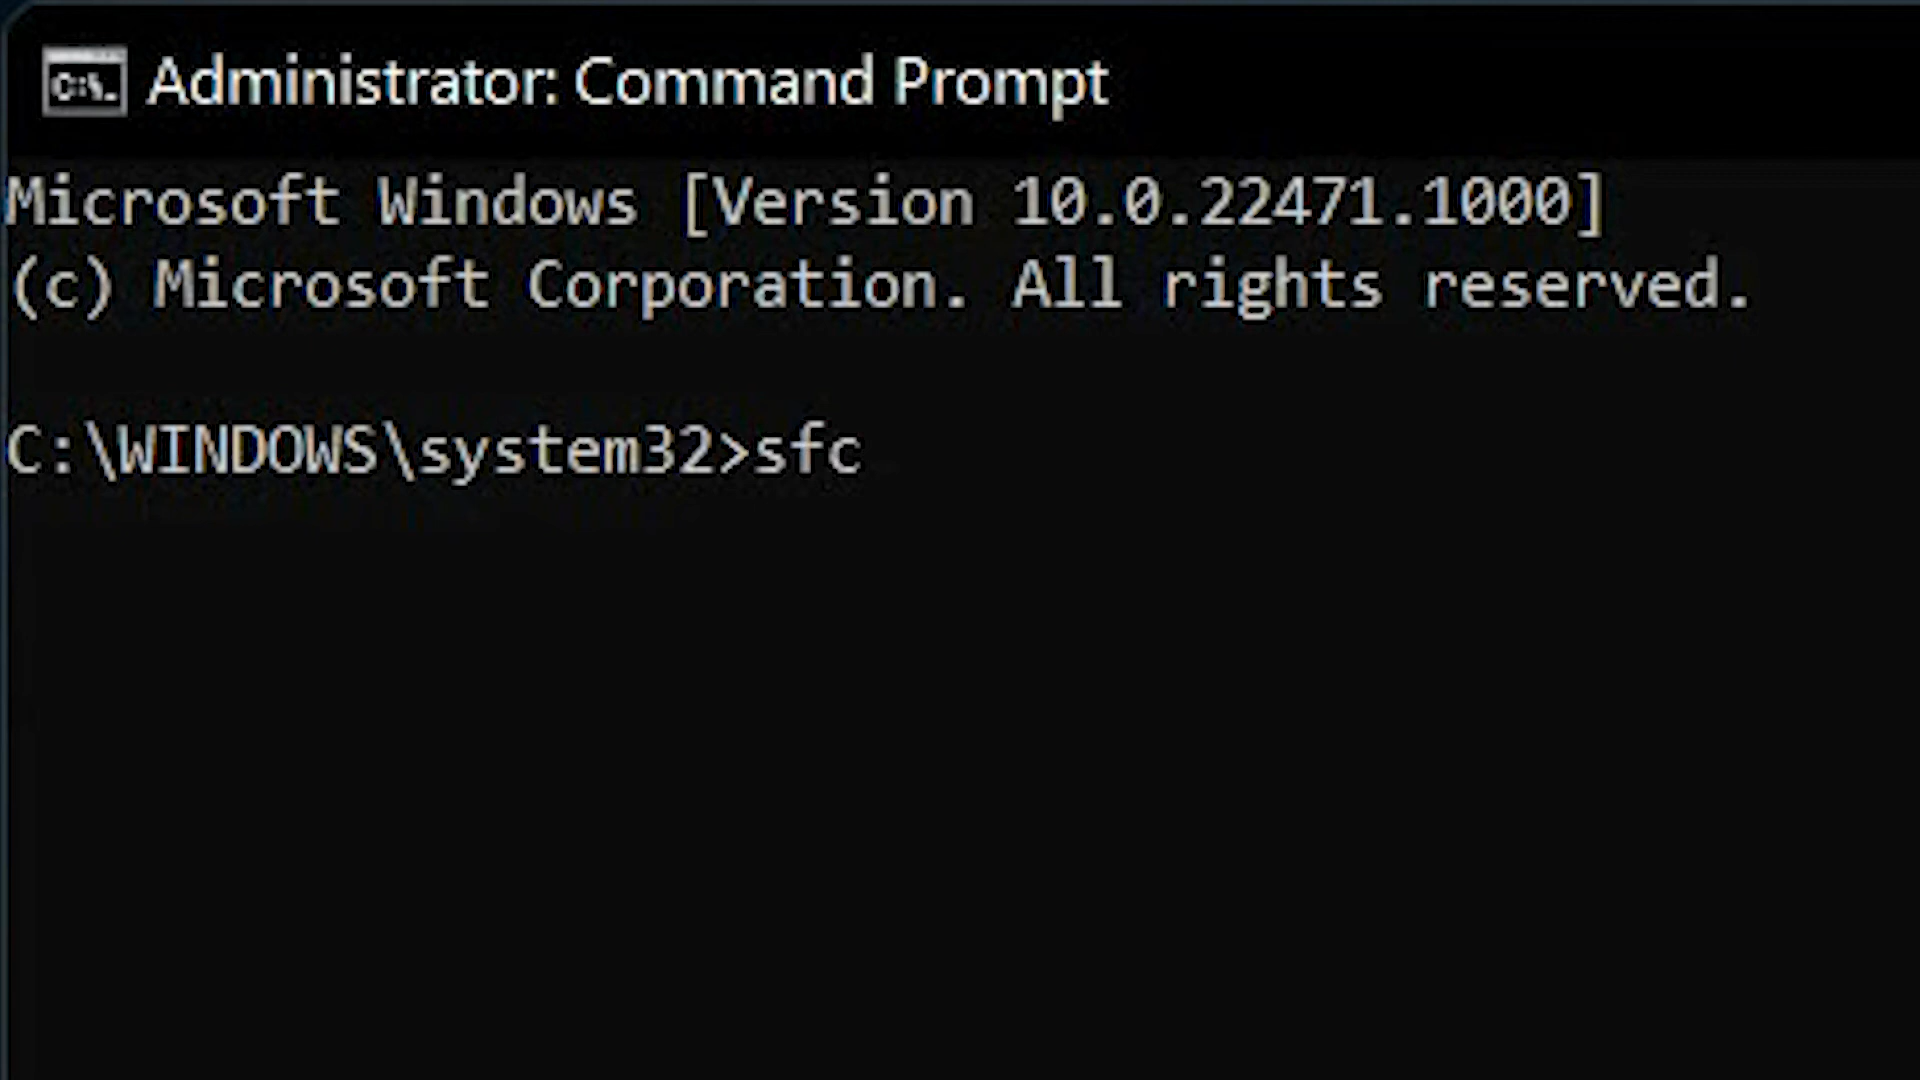 C:\.
Administrator: Command Prompt
Microsoft Windows [Version 10.0.22471.1000]
(c) Microsoft Corporation. All rights reserved.
C:\WINDOWS\system32>sfc